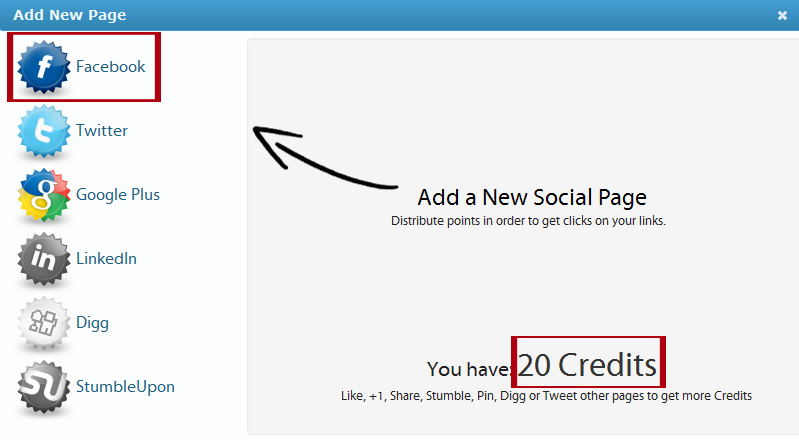 Add New Page
Facebook
Twitter
Google Plus
LinkedIn
Digg
StumbleUpon
Add a New Social Page
Distribute points in order to get clicks on your links.
You have: 20 Credits
Like, +1, Share, Stumble, Pin, Digg or Tweet other pages to get more Credits